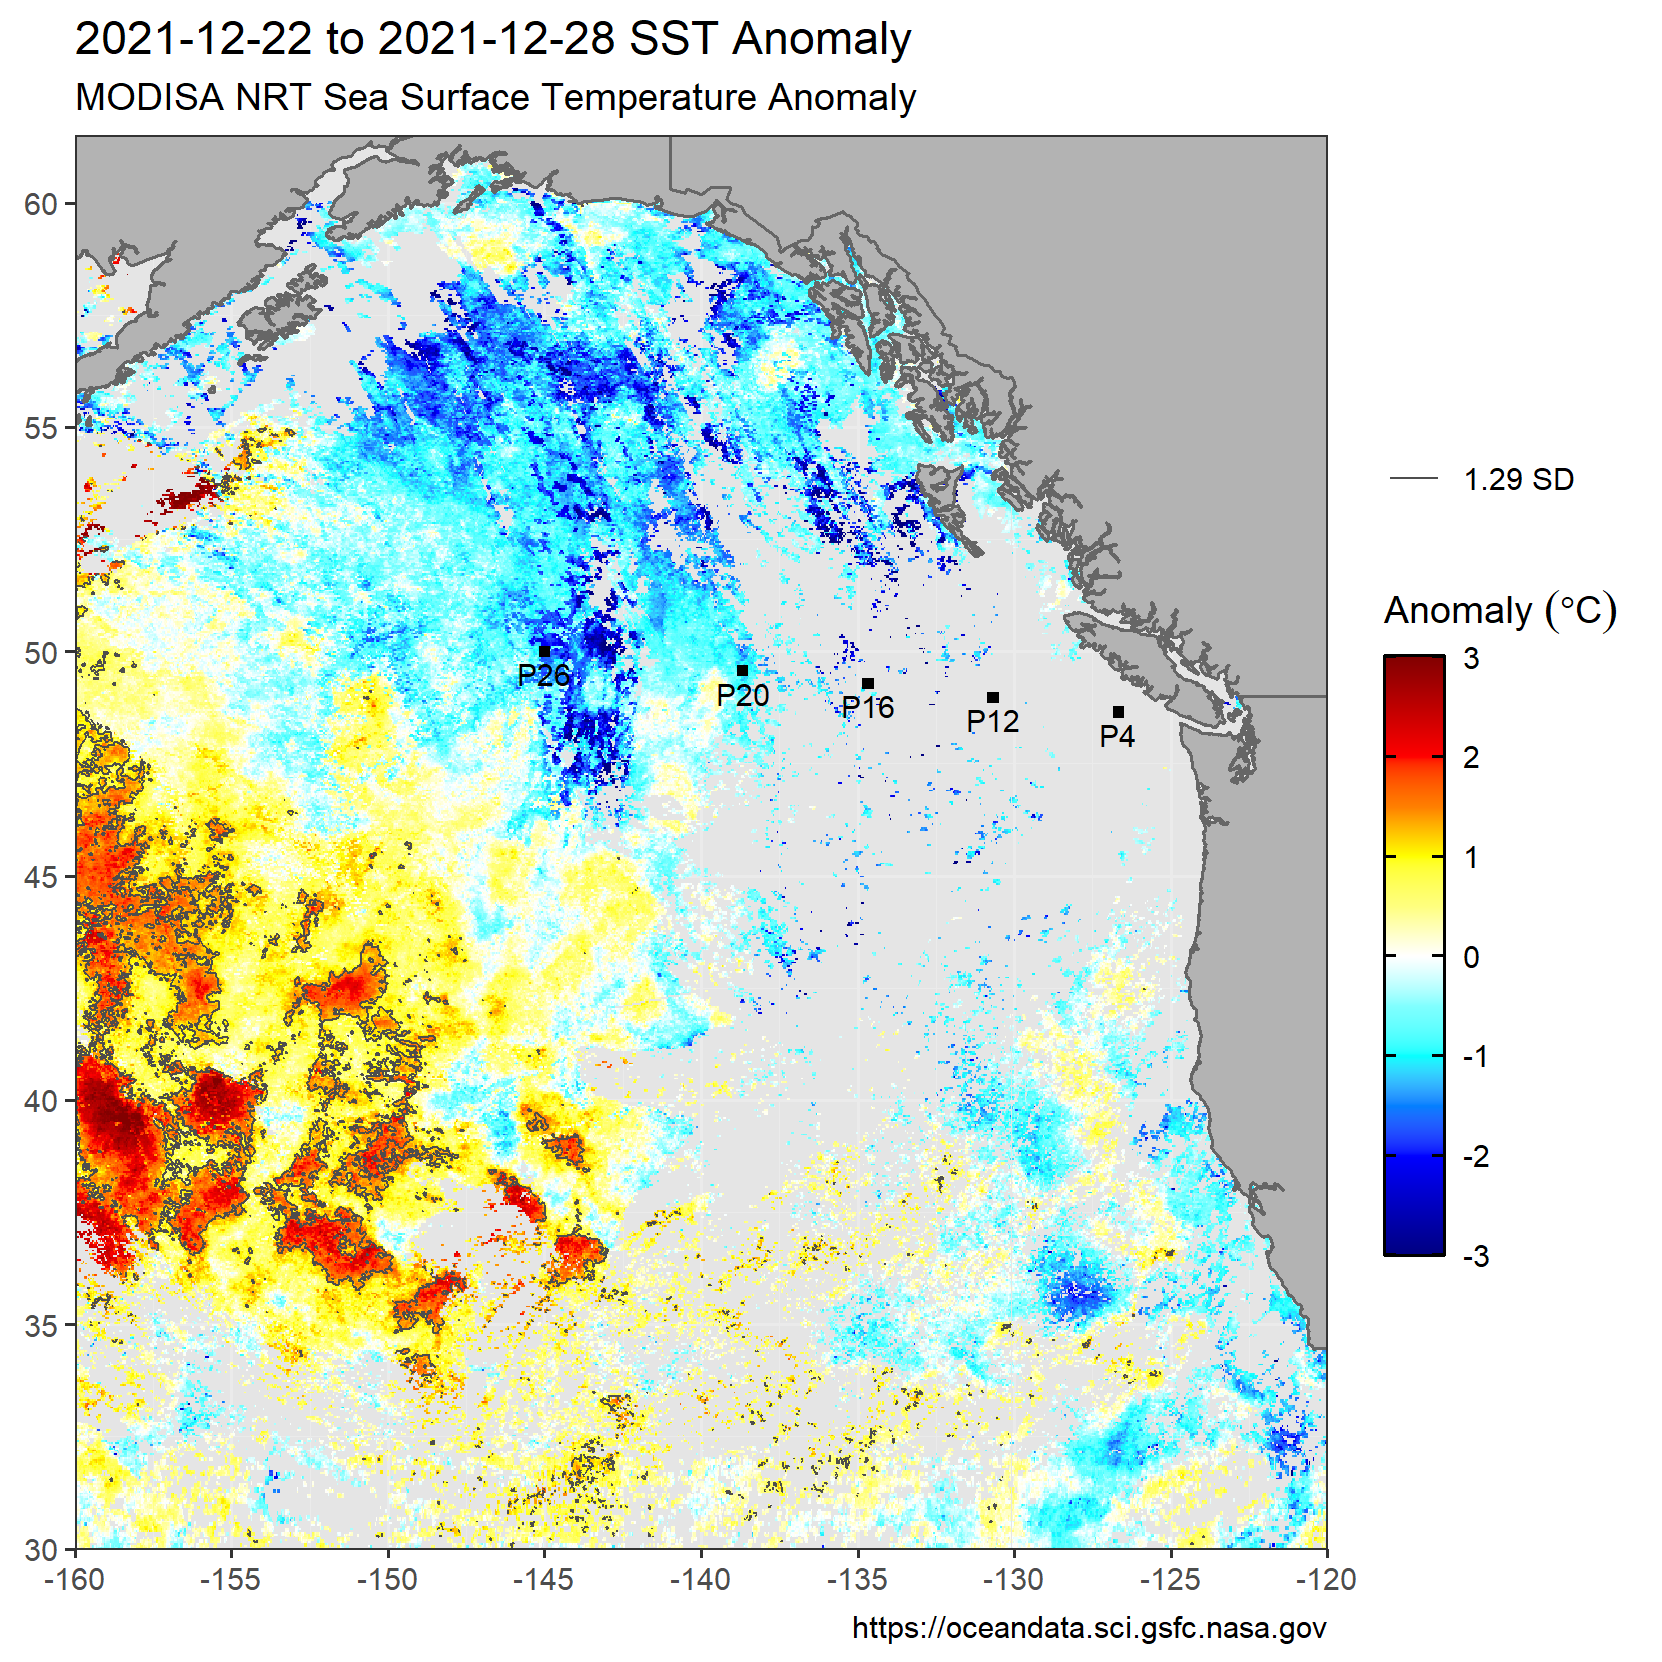 2021-12-22 to 2021-12-28 SST Anomaly
MODISA NRT Sea Surface Temperature Anomaly
60
55
50
45
40
35
30
P26
P20
P16
P12
P4
-160
-155
-150
-145
-140
-135
-130
-125
-120
1.29 SD
Anomaly (°C)
3
2
1
0
-1
-2
-3
https://oceandata.sci.gsfc.nasa.gov